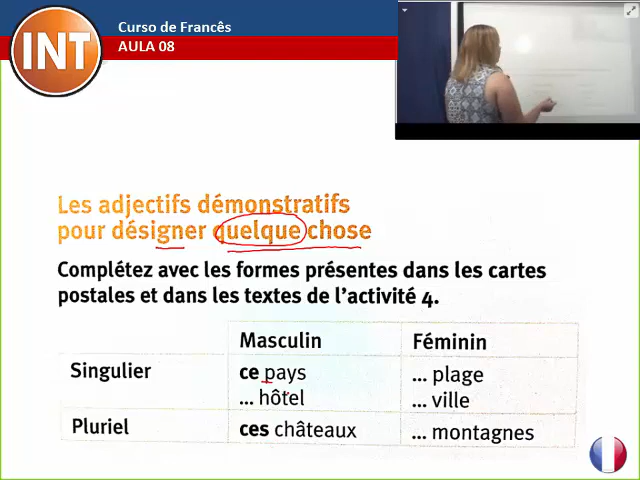 INT
Curso de Francês
AULA 08
Les adjectifs démonstratifs
pour désigner quelque chose
Complétez avec les formes présentes dans les cartes
postales et dans les textes de l'activité 4.
Masculin Féminin
Singulier ce pays ... plage
... hôtel ... ville
Pluriel ces châteaux ... montagnes